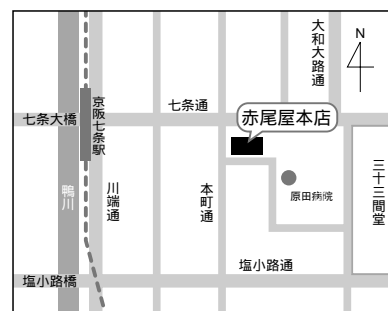 大和大路通
N
七条通
七条大橋
京阪七条駅
赤尾屋本店
三十三間堂
鴨川
川端通
本町通
原田病院
塩小路通
塩小路橋